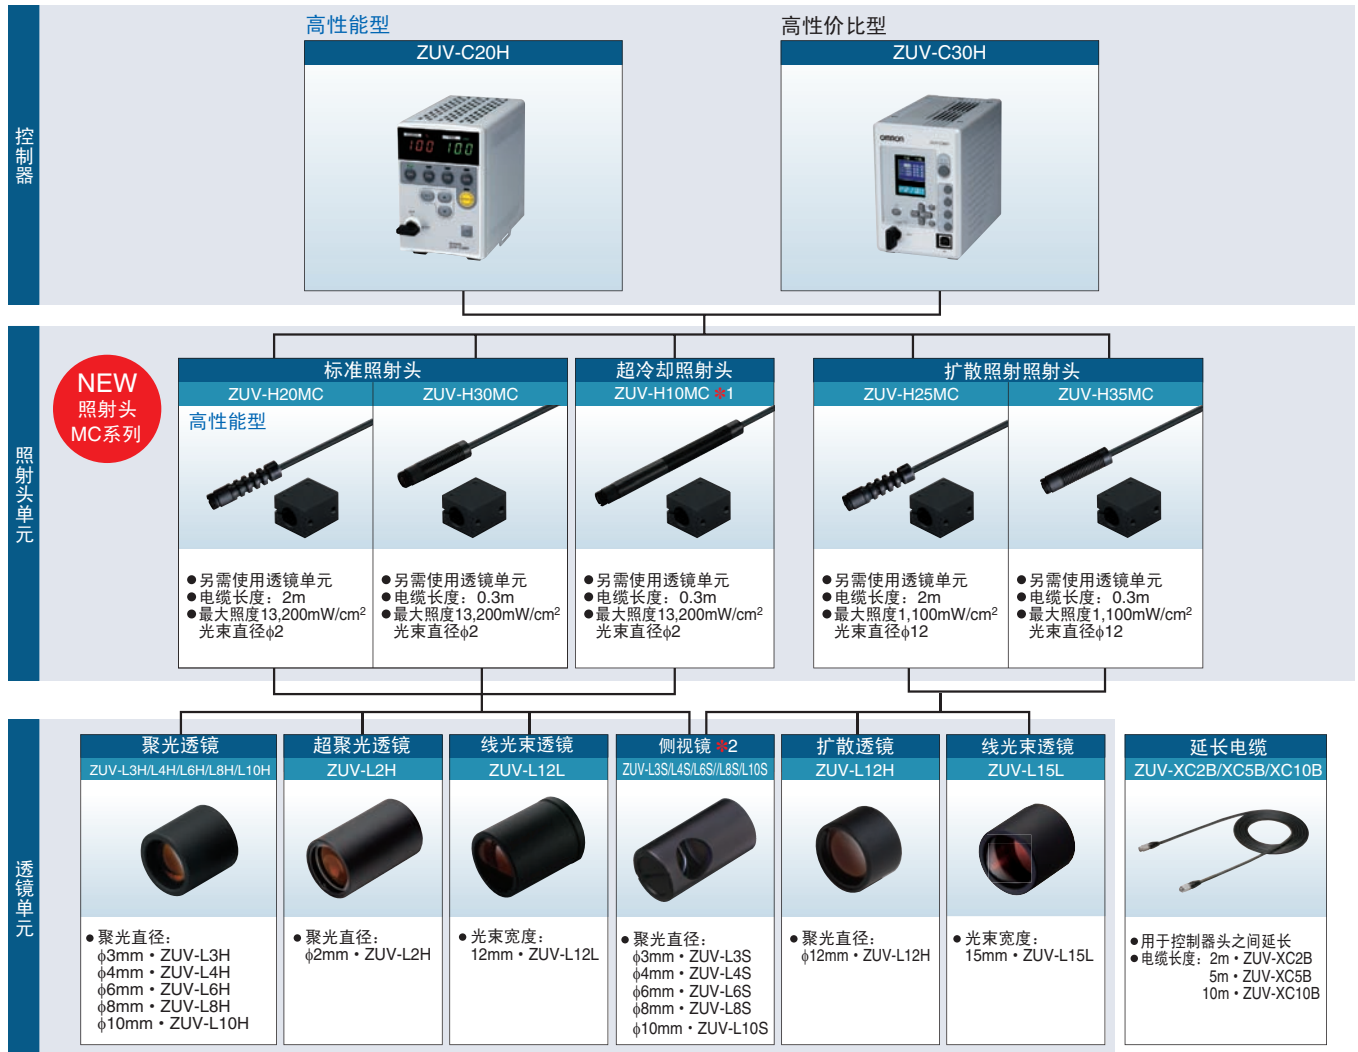 控制器
高性能型
ZUV-C20H
100 100
高性价比型
ZUV-C30H
OMRON
照射头单元
NEW
照射头
MC系列
标准照射头
ZUV-H20MC
高性能型
●另需使用透镜单元
●电缆长度：2m
●最大照度13,200mW/cm²
光束直径ϕ2
ZUV-H30MC
●另需使用透镜单元
●电缆长度：0.3m
●最大照度13,200mW/cm²
光束直径ϕ2
超冷却照射头
ZUV-H10MC *1
●另需使用透镜单元
●电缆长度：0.3m
●最大照度13,200mW/cm²
光束直径ϕ2
扩散照射照射头
ZUV-H25MC
●另需使用透镜单元
●电缆长度：2m
●最大照度1,100mW/cm²
光束直径ϕ12
ZUV-H35MC
●另需使用透镜单元
●电缆长度：0.3m
●最大照度1,100mW/cm²
光束直径ϕ12
透镜单元
聚光透镜
ZUV-L3H/L4H/L6H/L8H/L10H
●聚光直径：
ϕ3mm・ZUV-L3H
ϕ4mm・ZUV-L4H
ϕ6mm・ZUV-L6H
ϕ8mm・ZUV-L8H
ϕ10mm・ZUV-L10H
超聚光透镜
ZUV-L2H
●聚光直径：
ϕ2mm・ZUV-L2H
线光束透镜
ZUV-L12L
●光束宽度：
12mm・ZUV-L12L
侧视镜 *2
ZUV-L3S/L4S/L6S//L8S/L10S
●聚光直径：
ϕ3mm・ZUV-L3S
ϕ4mm・ZUV-L4S
ϕ6mm・ZUV-L6S
ϕ8mm・ZUV-L8S
ϕ10mm・ZUV-L10S
扩散透镜
ZUV-L12H
●聚光直径：
ϕ12mm・ZUV-L12H
线光束透镜
ZUV-L15L
●光束宽度：
15mm・ZUV-L15L
延长电缆
ZUV-XC2B/XC5B/XC10B
●用于控制器头之间延长
●电缆长度：2m・ZUV-XC2B
5m・ZUV-XC5B
10m・ZUV-XC10B